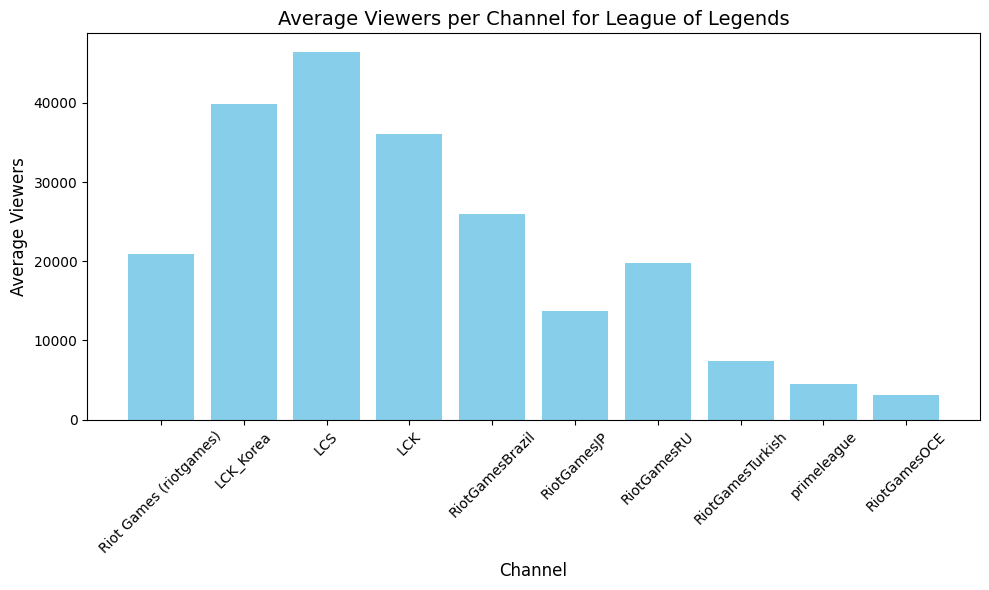 Average Viewers per Channel for League of Legends
Average Viewers
40000
30000
20000
10000
0
Riot Games (riotgames)
LCK_Korea
LCS
LCK
RiotGamesBrazil
RiotGamesJP
RiotGamesRU
RiotGamesTurkish
primeleague
RiotGamesOCE
Channel